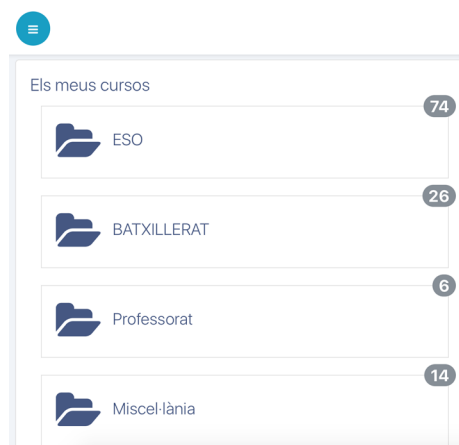 Els meus cursos
74
ESO
26
BATXILLERAT
6
Professorat
14
Miscel·lània